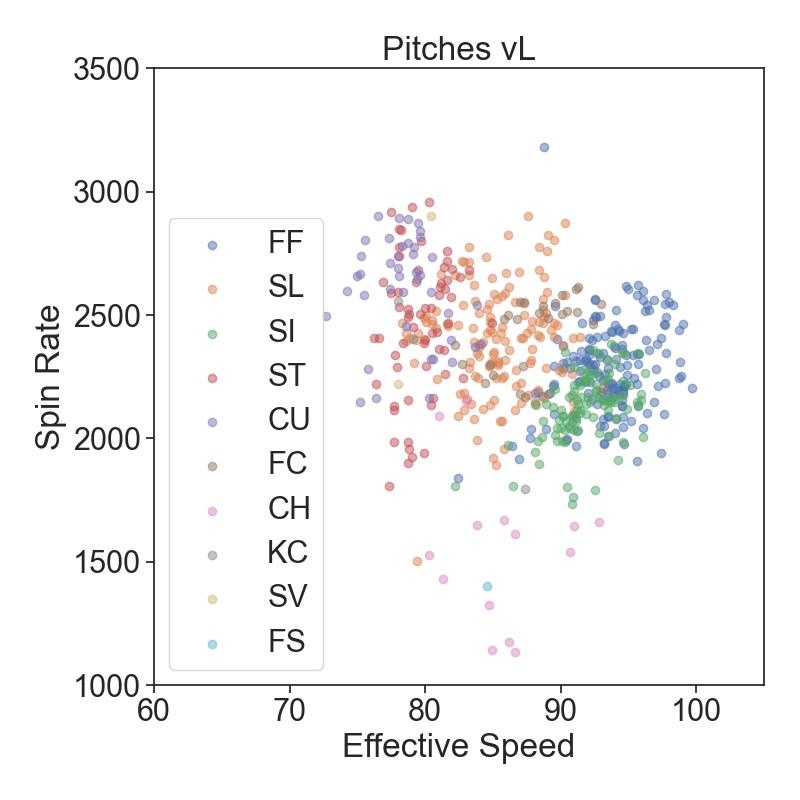 Pitches vL
3500
3000
2500
2000
1500
1000
Spin Rate
FF
SL
SI
ST
CU
FC
CH
KC
SV
FS
60 70 80 90 100
Effective Speed